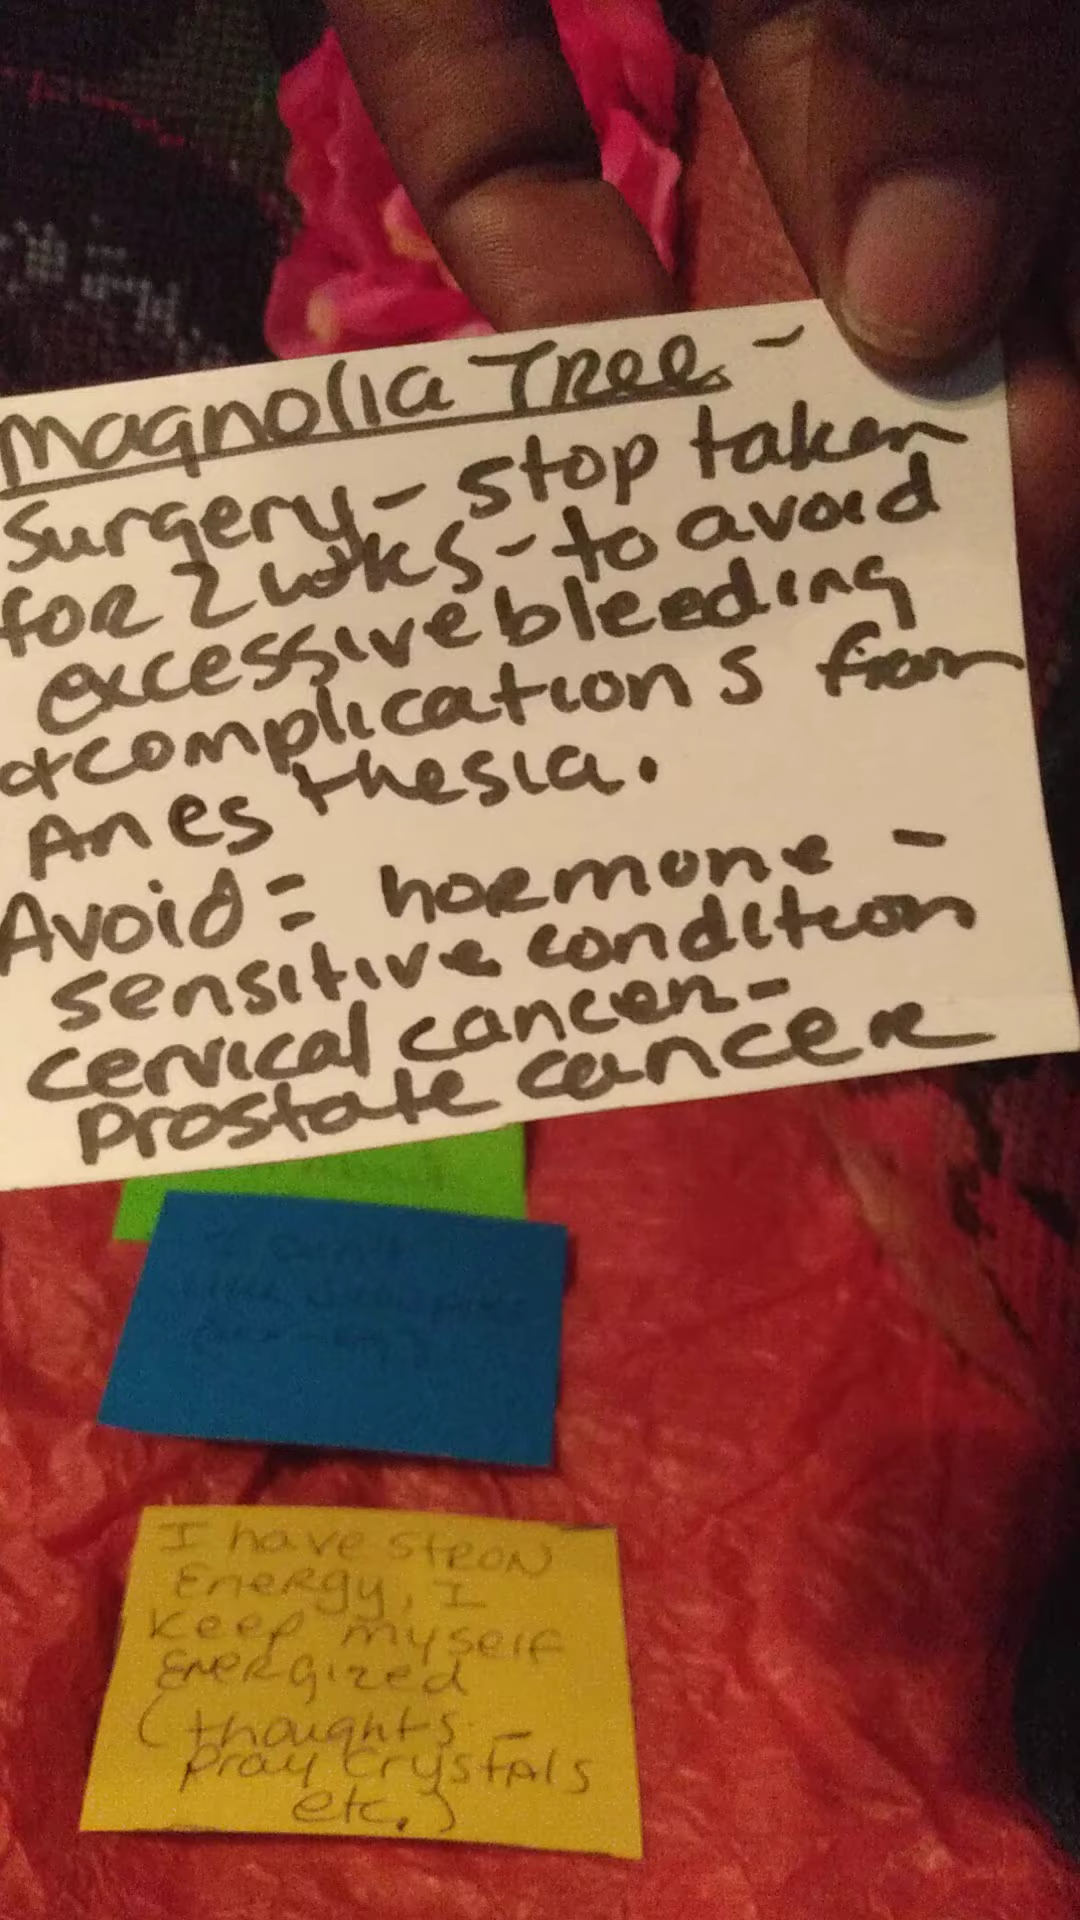 Magnolia Tree -
Surgery - stop taken
for 2 wks - to avoid
excessive bleeding
& complications from
Anesthesia.
Avoid = hormone -
sensitive condition
cervical cancer -
prostate cancer
I have STRON
Energy, I
Keep myself
Energized
(thoughts -
Pray Crystals
etc.)